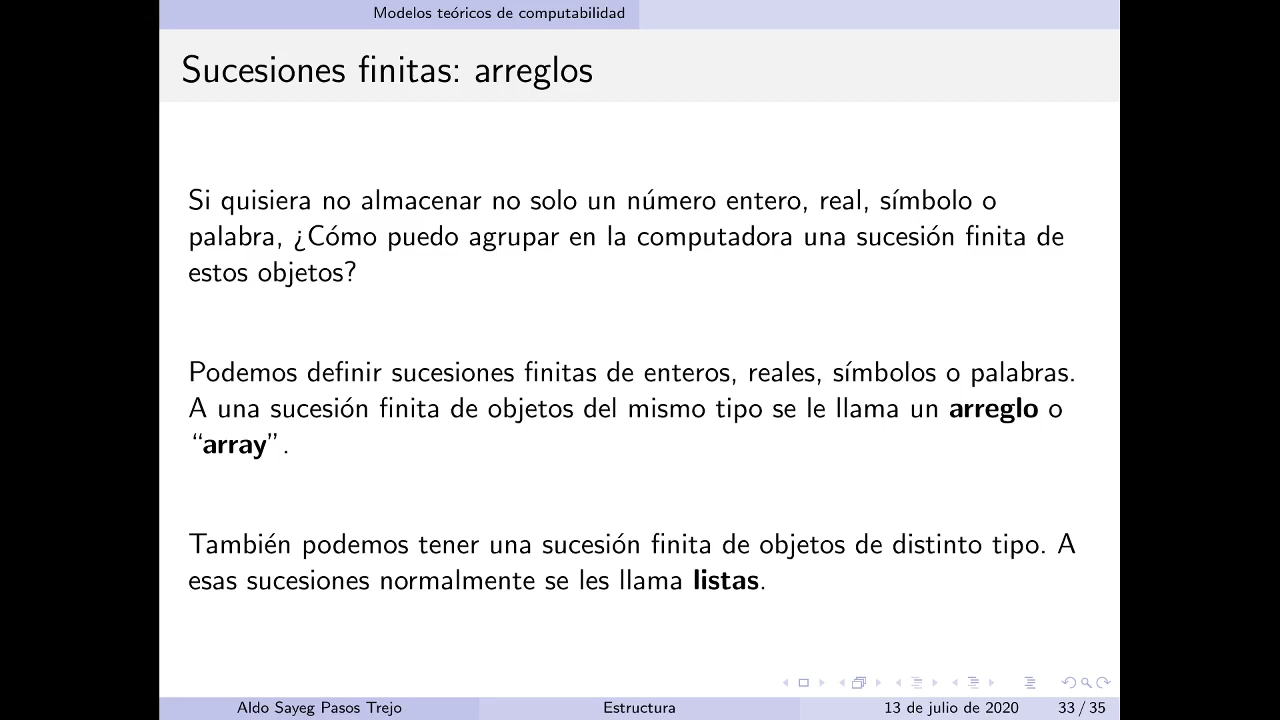 Modelos teóricos de computabilidad
Sucesiones finitas: arreglos
Si quisiera no almacenar no solo un número entero, real, símbolo o
palabra, ¿Cómo puedo agrupar en la computadora una sucesión finita de
estos objetos?
Podemos definir sucesiones finitas de enteros, reales, símbolos o palabras.
A una sucesión finita de objetos del mismo tipo se le llama un arreglo o
“array”.
También podemos tener una sucesión finita de objetos de distinto tipo. A
esas sucesiones normalmente se les llama listas.
Aldo Sayeg Pasos Trejo Estructura 13 de julio de 2020 33 / 35